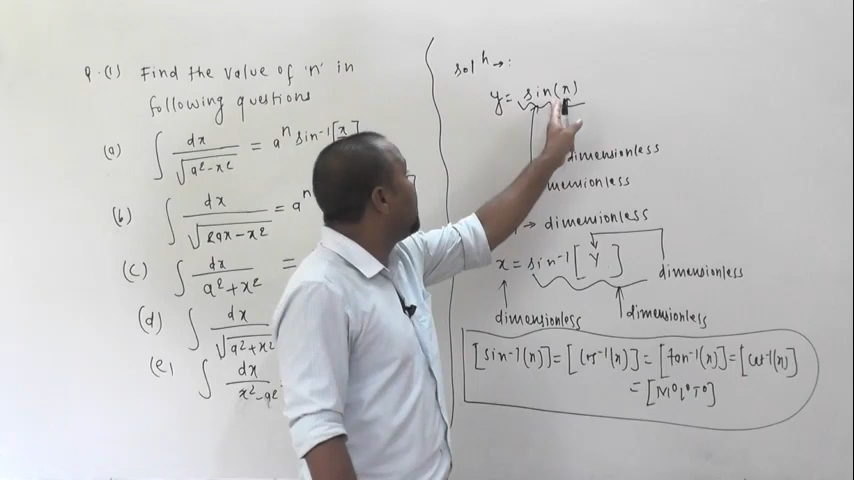 Q.(1) Find the value of 'n' in
following questions
(a) ∫ dx / √(a²-x²) = aⁿ sin⁻¹[x
(b) ∫ dx / √(2ax-x²) = aⁿ
(c) ∫ dx / a²+x² =
(d) ∫ dx / √(a²+x²
(e) ∫ dx / x²-a²
solⁿ →:
y = sin(x)
dimensionless
dimensionless
→ dimensionless
x = sin⁻¹[Y]
dimensionless
dimensionless
dimensionless
[sin-1(x)] = [cos⁻¹(x)] = [tan⁻¹(x)] = [cot⁻¹(x)]
= [M⁰L⁰T⁰]